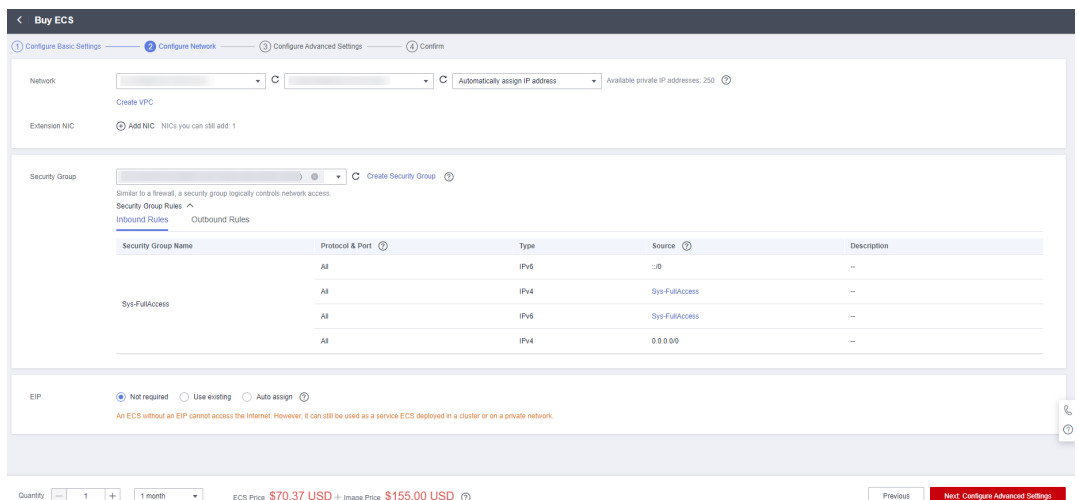 Buy ECS
1 Configure Basic Settings 2 Configure Network 3 Configure Advanced Settings 4 Confirm
Network Automatically assign IP address Available private IP addresses: 250 ?
Create VPC
Extension NIC Add NIC NICs you can still add: 1
Security Group ) Create Security Group ?
Similar to a firewall, a security group logically controls network access.
Security Group Rules
Inbound Rules Outbound Rules
Security Group Name Protocol & Port ? Type Source ? Description
All IPv6 ::/0 --
All IPv4 Sys-FullAccess --
Sys-FullAccess
All IPv6 Sys-FullAccess --
All IPv4 0.0.0.0/0 --
EIP Not required Use existing Auto assign ?
An ECS without an EIP cannot access the Internet. However, it can still be used as a service ECS deployed in a cluster or on a private network.
?
Quantity − 1 + 1 month ECS Price $70.37 USD + Image Price $155.00 USD ? Previous Next: Configure Advanced Settings